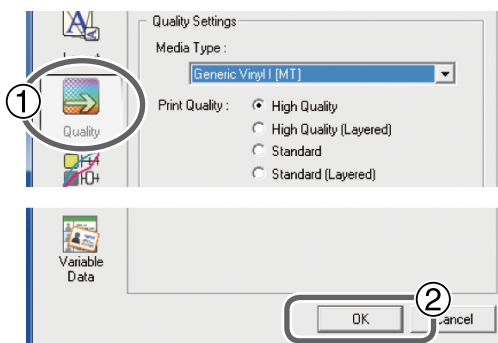 Quality Settings
Media Type :
Generic Vinyl I [MT]
①
Print Quality :
High Quality
Quality
High Quality (Layered)
Standard
Standard (Layered)
Variable
Data
②
OK
Cancel